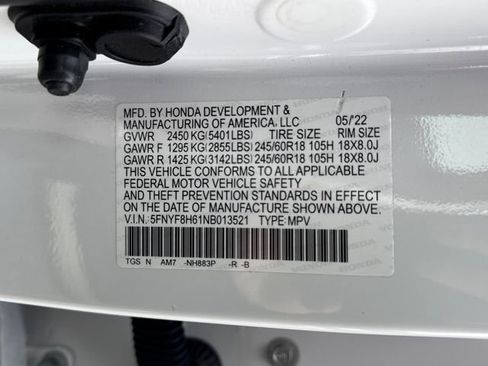 MFD. BY HONDA DEVELOPMENT &
MANUFACTURING OF AMERICA, LLC 05/'22
GVWR 2450 KG(5401LBS) TIRE SIZE RIM SIZE
GAWR F 1295 KG(2855LBS) 245/60R18 105H 18X8.0J
GAWR R 1425 KG(3142LBS) 245/60R18 105H 18X8.0J
THIS VEHICLE CONFORMS TO ALL APPLICABLE
FEDERAL MOTOR VEHICLE SAFETY
AND THEFT PREVENTION STANDARDS IN EFFECT
ON THE DATE OF MANUFACTURE SHOWN ABOVE.
V.I.N.: 5FNYF8H61NB013521 TYPE: MPV
TGS N AM7 -NH883P -R -B